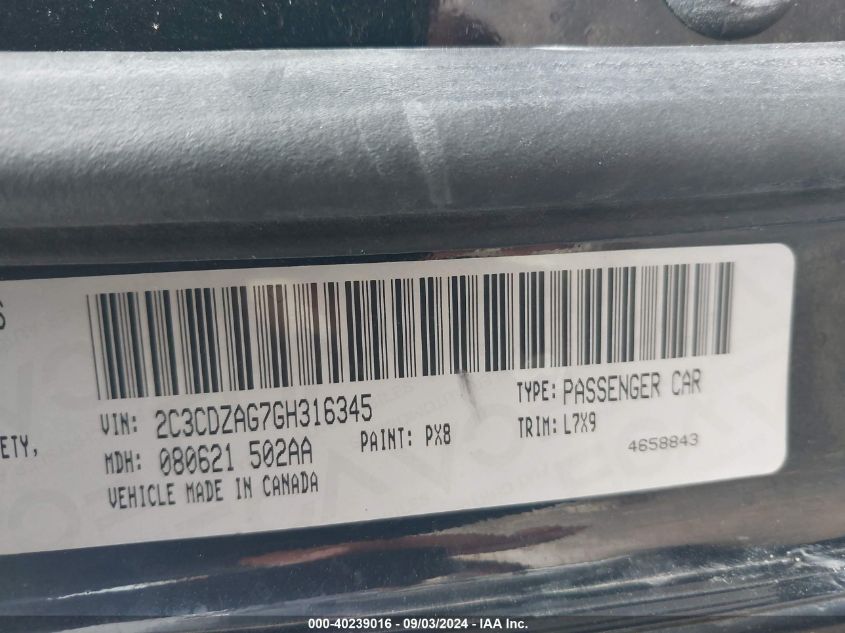 VIN: 2C3CDZAG7GH316345
TYPE: PASSENGER CAR
ETY,
MDH: 080621 502AA
PAINT: PX8
TRIM: L7X9
4658843
VEHICLE MADE IN CANADA
000-40239016 - 09/03/2024 - IAA Inc.